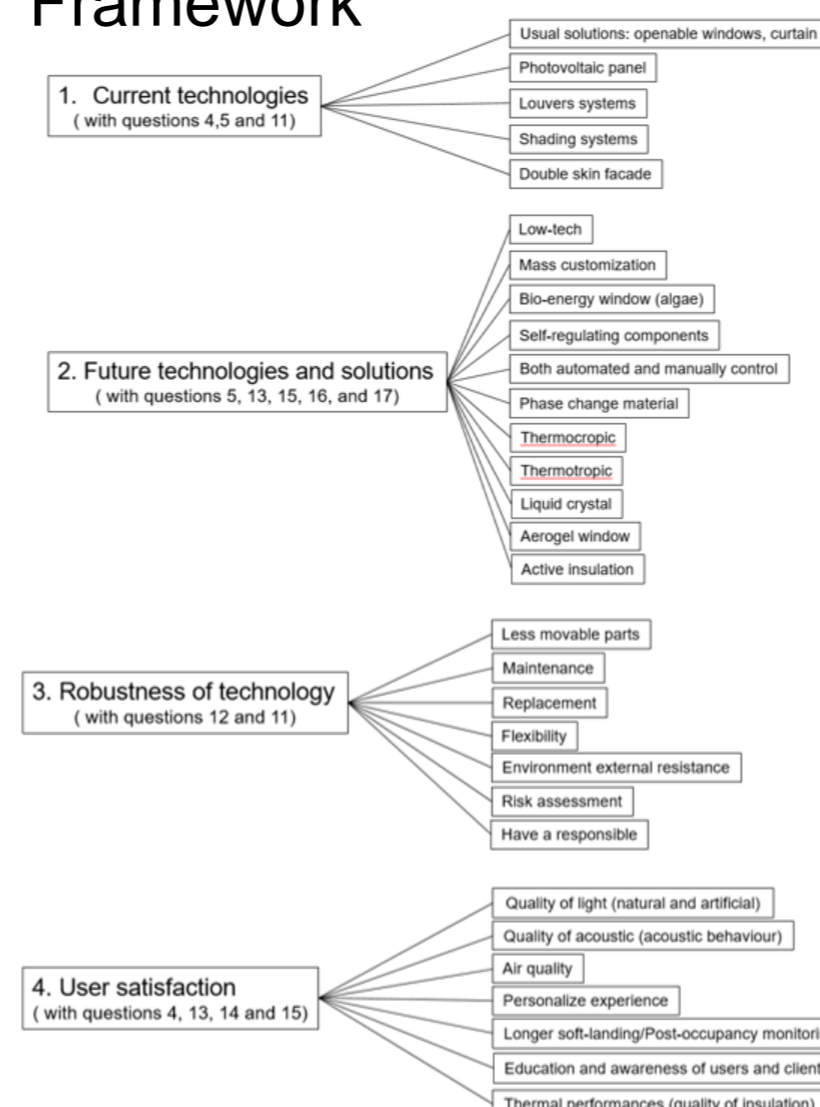 Framework
1. Current technologies
( with questions 4,5 and 11)
Usual solutions: openable windows, curtain
Photovoltaic panel
Louvers systems
Shading systems
Double skin facade
2. Future technologies and solutions
( with questions 5, 13, 15, 16, and 17)
Low-tech
Mass customization
Bio-energy window (algae)
Self-regulating components
Both automated and manually control
Phase change material
Thermocropic
Thermotropic
Liquid crystal
Aerogel window
Active insulation
3. Robustness of technology
( with questions 12 and 11)
Less movable parts
Maintenance
Replacement
Flexibility
Environment external resistance
Risk assessment
Have a responsible
4. User satisfaction
( with questions 4, 13, 14 and 15)
Quality of light (natural and artificial)
Quality of acoustic (acoustic behaviour)
Air quality
Personalize experience
Longer soft-landing/Post-occupancy monitori
Education and awareness of users and client
Thermal performances (quality of insulation)